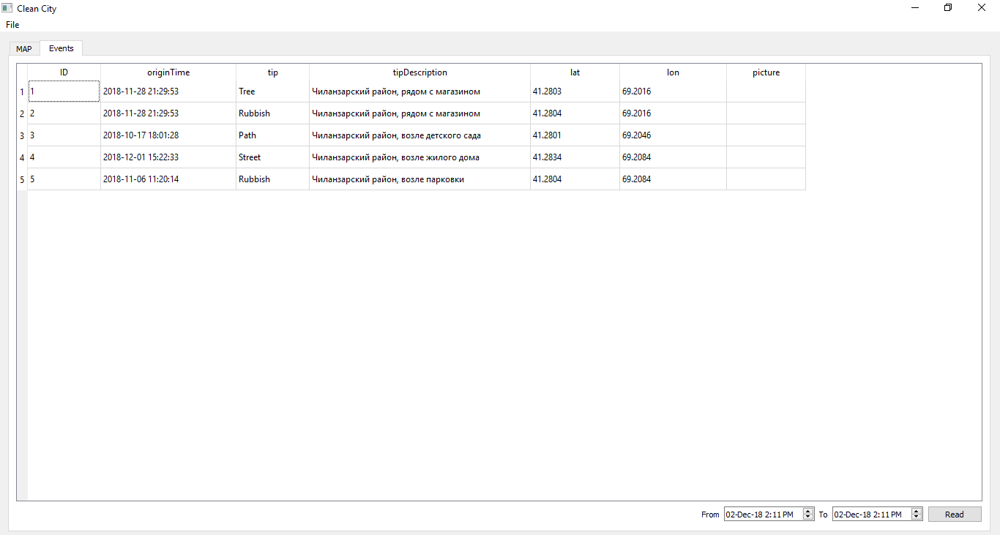 Clean City
File
MAP Events
ID originTime tip tipDescription lat lon picture
1 1 2018-11-28 21:29:53 Tree Чиланзарский район, рядом с магазином 41.2803 69.2016
2 2 2018-11-28 21:29:53 Rubbish Чиланзарский район, рядом с магазином 41.2804 69.2016
3 3 2018-10-17 18:01:28 Path Чиланзарский район, возле детского сада 41.2801 69.2046
4 4 2018-12-01 15:22:33 Street Чиланзарский район, возле жилого дома 41.2834 69.2084
5 5 2018-11-06 11:20:14 Rubbish Чиланзарский район, возле парковки 41.2804 69.2084
From 02-Dec-18 2:11 PM To 02-Dec-18 2:11 PM Read